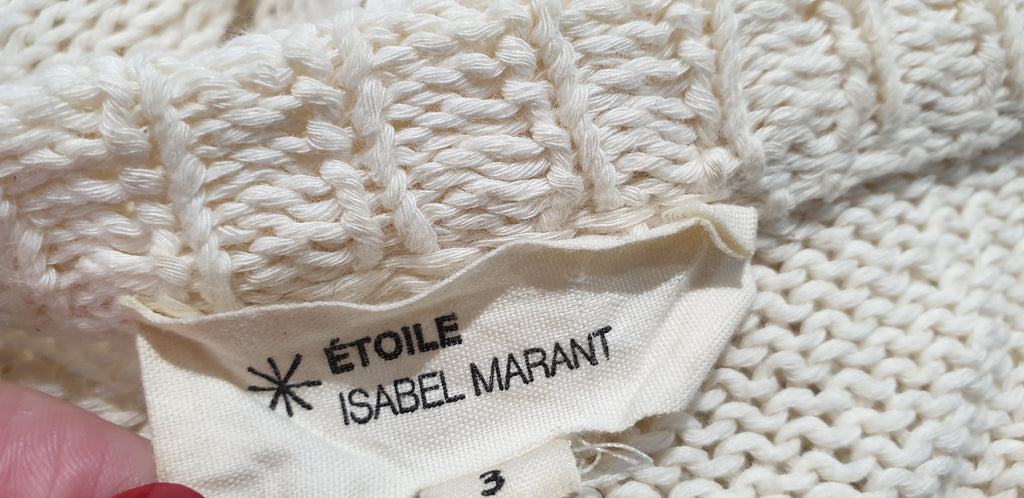 ÉTOILE
ISABEL MARANT
3